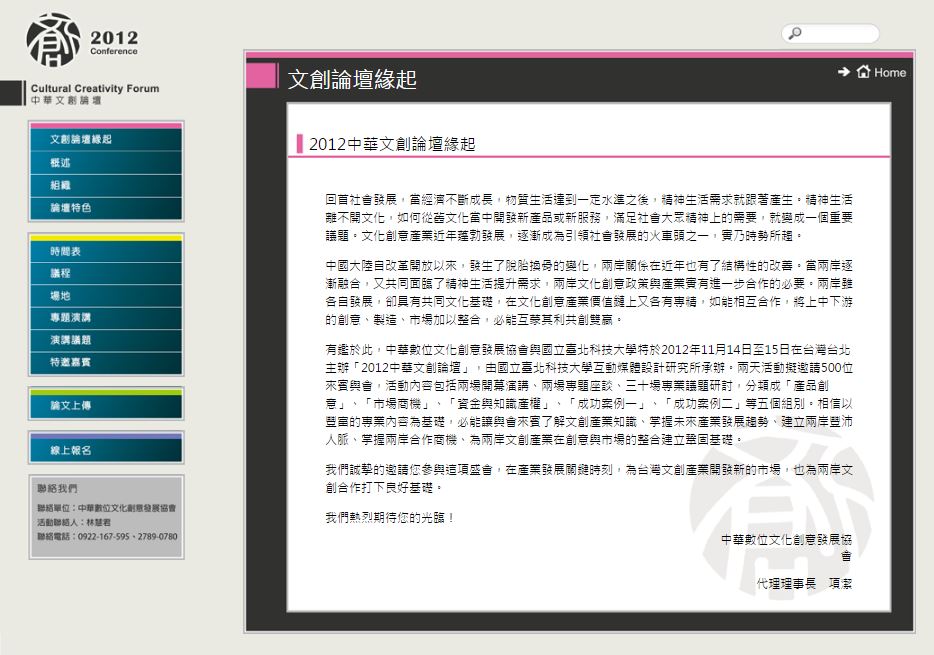 2012
Conference
Cultural Creativity Forum
中華文創論壇
文創論壇緣起
概述
組織
論壇特色
時間表
議程
場地
專題演講
演講議題
特邀嘉賓
論文上傳
線上報名
聯絡我們
聯絡單位：中華數位文化創意發展協會
活動聯絡人：林慧君
聯絡電話：0922-167-595、2789-0780
Home
文創論壇緣起
2012中華文創論壇緣起
回首社會發展，當經濟不斷成長，物質生活達到一定水準之後，精神生活需求就跟著產生。精神生活
離不開文化，如何從舊文化當中開發新產品或新服務，滿足社會大眾精神上的需要，就變成一個重要
議題。文化創意產業近年蓬勃發展，逐漸成為引領社會發展的火車頭之一，實乃時勢所趨。
中國大陸自改革開放以來，發生了脫胎換骨的變化，兩岸關係在近年也有了結構性的改善。當兩岸逐
漸融合，又共同面臨了精神生活提升需求，兩岸文化創意政策與產業實有進一步合作的必要。兩岸雖
各自發展，卻具有共同文化基礎，在文化創意產業價值鏈上又各有專精，如能相互合作，將上中下游
的創意、製造、市場加以整合，必能互蒙其利共創雙贏。
有鑑於此，中華數位文化創意發展協會與國立臺北科技大學特於2012年11月14日至15日在台灣台北
主辦「2012中華文創論壇」，由國立臺北科技大學互動媒體設計研究所承辦。兩天活動擬邀請500位
來賓與會，活動內容包括兩場開幕演講、兩場專題座談、三十場專業議題研討，分類成「產品創
意」、「市場商機」、「資金與知識產權」、「成功案例一」、「成功案例二」等五個組別。相信以
豐富的專業內容為基礎，必能讓與會來賓了解文創產業知識、掌握未來產業發展趨勢、建立兩岸豐沛
人脈、掌握兩岸合作商機、為兩岸文創產業在創意與市場的整合建立鞏固基礎。
我們誠摯的邀請您參與這項盛會，在產業發展關鍵時刻，為台灣文創產業開發新的市場，也為兩岸文
創合作打下良好基礎。
我們熱烈期待您的光臨！
中華數位文化創意發展協
會
代理理事長　項潔